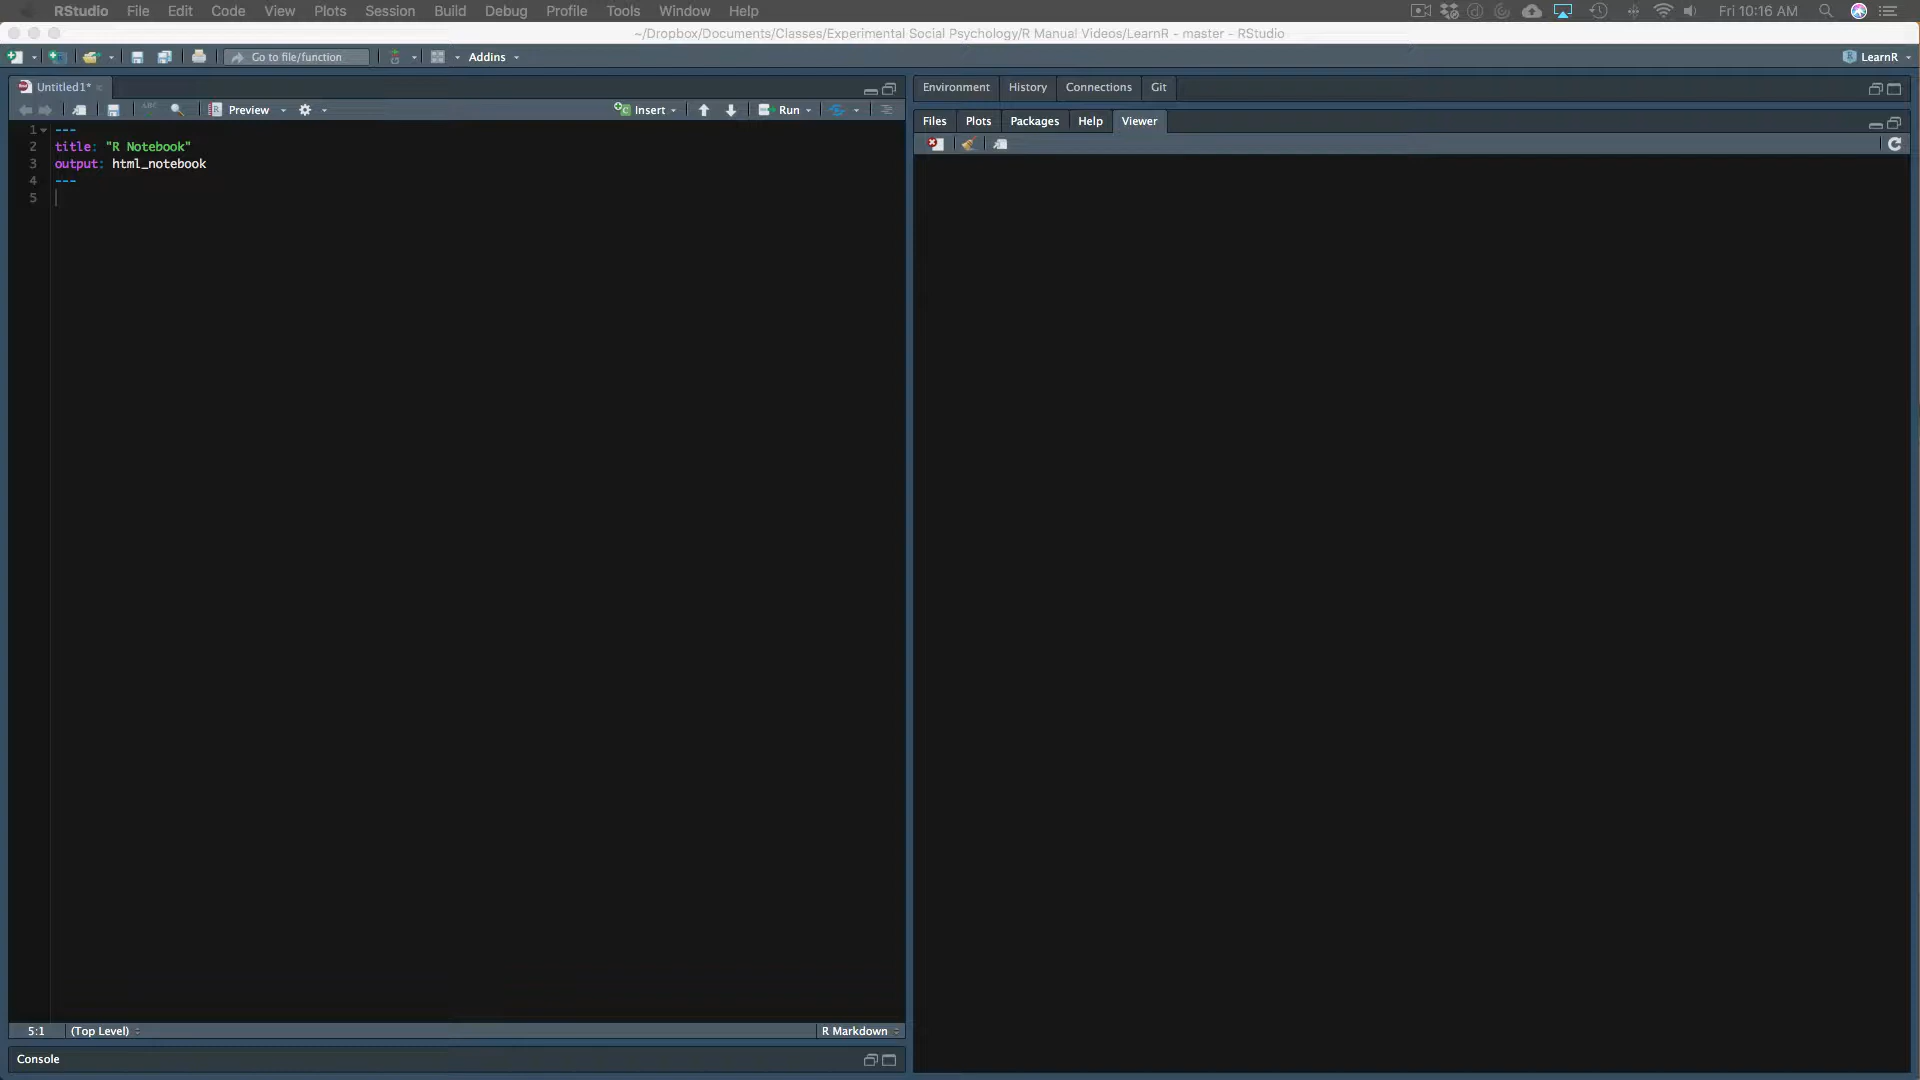 RStudio File Edit Code View Plots Session Build Debug Profile Tools Window Help Fri 10:16 AM
~/Dropbox/Documents/Classes/Experimental Social Psychology/R Manual Videos/LearnR - master - RStudio
Go to file/function Addins LearnR
Untitled1*
Preview Insert Run
1 ---
2 title: "R Notebook"
3 output: html_notebook
4 ---
5
5:1 (Top Level) R Markdown
Console
Environment History Connections Git
Files Plots Packages Help Viewer